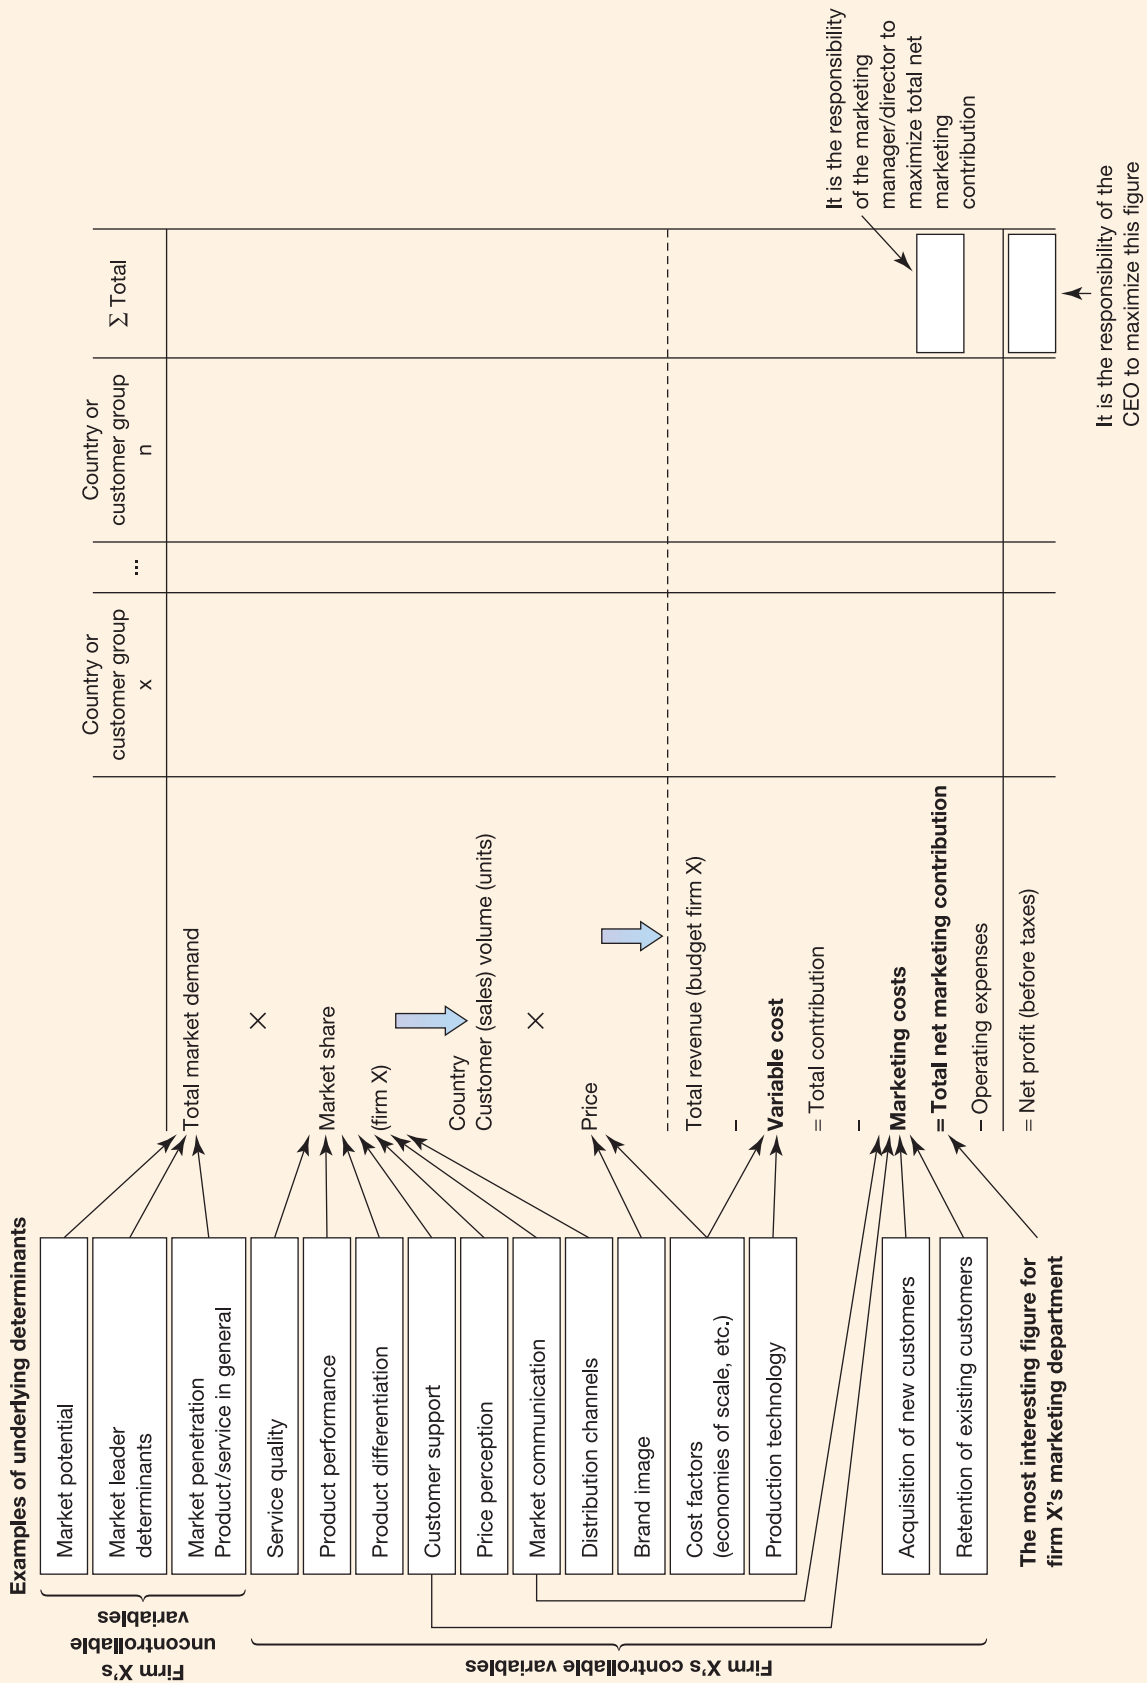 Examples of underlying determinants
Firm X's
uncontrollable
variables
Market potential
Market leader
determinants
Market penetration
Product/service in general
Firm X's controllable variables
Service quality
Product performance
Product differentiation
Customer support
Price perception
Market communication
Distribution channels
Brand image
Cost factors
(economies of scale, etc.)
Production technology
Acquisition of new customers
Retention of existing customers
The most interesting figure for
firm X's marketing department
Total market demand
×
Market share
(firm X)
Country
Customer (sales) volume (units)
×
Price
Total revenue (budget firm X)
–
Variable cost
= Total contribution
–
Marketing costs
= Total net marketing contribution
– Operating expenses
= Net profit (before taxes)
Country or
customer group
x
...
Country or
customer group
n
Σ Total
It is the responsibility
of the marketing
manager/director to
maximize total net
marketing
contribution
It is the responsibility of the
CEO to maximize this figure